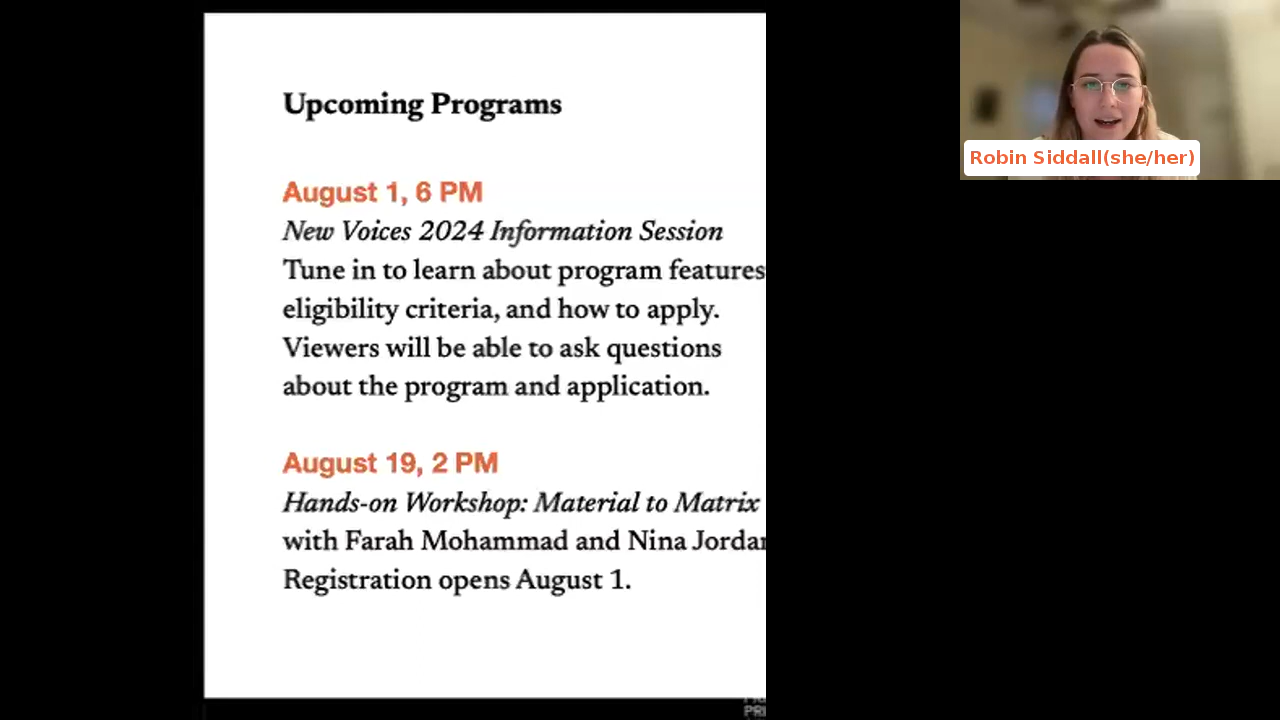 Upcoming Programs
August 1, 6 PM
New Voices 2024 Information Session
Tune in to learn about program features
eligibility criteria, and how to apply.
Viewers will be able to ask questions
about the program and application.
August 19, 2 PM
Hands-on Workshop: Material to Matrix
with Farah Mohammad and Nina Jordan
Registration opens August 1.
Robin Siddall(she/her)